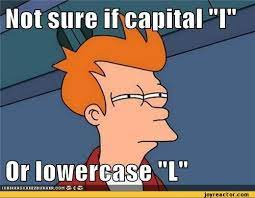 Not sure if capital "I"
Or lowercase "L"
joyreactor.com